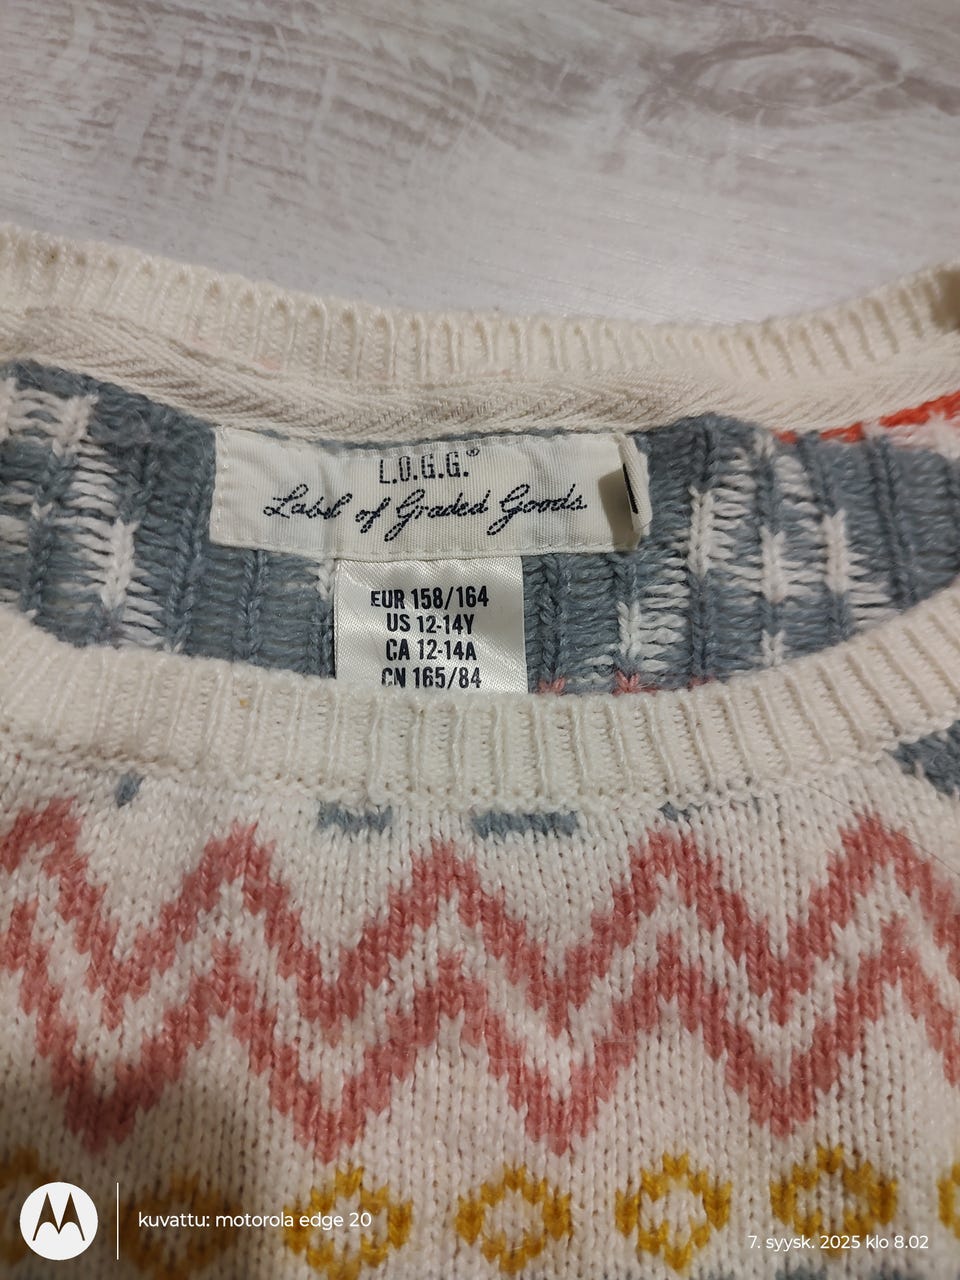 L.O.G.G.®
Label of Graded Goods
EUR 158/164
US 12-14Y
CA 12-14A
CN 165/84
kuvattu: motorola edge 20
7. syysk. 2025 klo 8.02